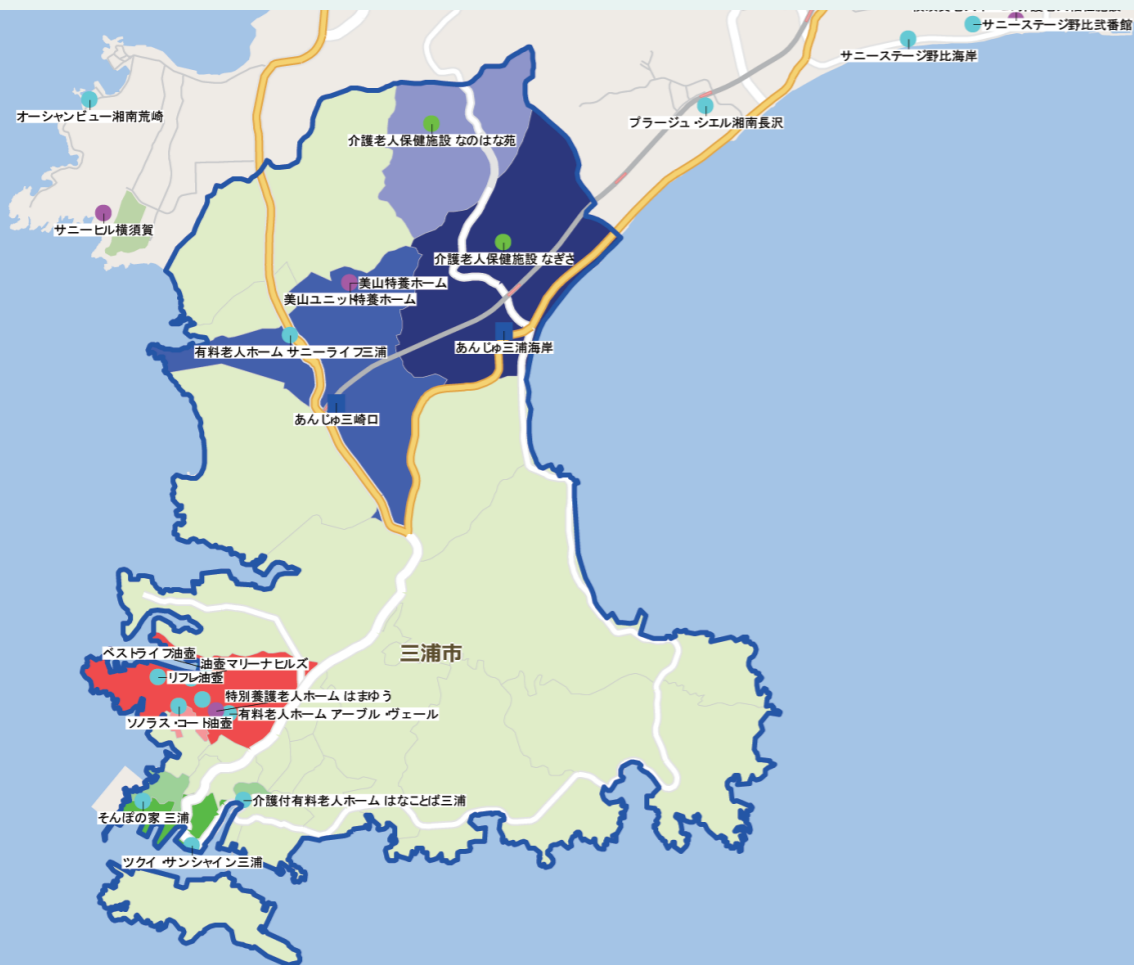 サニーステージ野比弐番館
サニーステージ野比海岸
オーシャンビュー湘南荒崎
プラージュ・シエル湘南長沢
介護老人保健施設 なのはな苑
サニーヒル横須賀
介護老人保健施設 なぎさ
美山特養ホーム
美山ユニット特養ホーム
有料老人ホーム サニーライフ三浦
あんじゅ三浦海岸
あんじゅ三崎口
三浦市
ベストライフ油壺
油壺マリーナヒルズ
リフレ油壺
特別養護老人ホーム はまゆう
有料老人ホーム アーブル・ヴェール
ソノラス・コート油壺
介護付有料老人ホーム はなことば三浦
そんぽの家 三浦
ツクイ・サンシャイン三浦